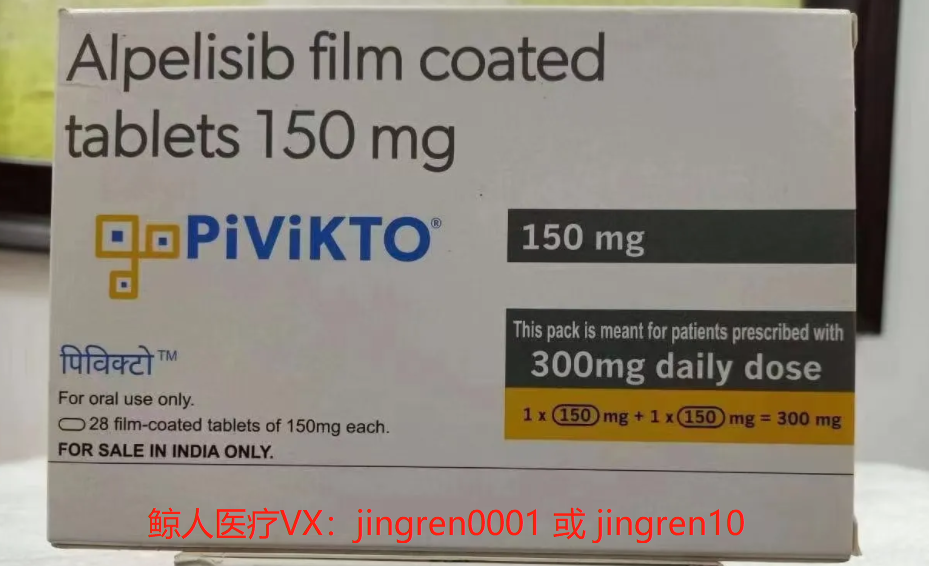 Alpelisib film coated
tablets 150 mg
PiViKTO®
150 mg
This pack is meant for patients prescribed with
300mg daily dose
1 x 150 mg + 1 x 150 mg = 300 mg
पिविक्टो™
For oral use only.
28 film-coated tablets of 150mg each.
FOR SALE IN INDIA ONLY.
鲸人医疗VX：jingren0001 或 jingren10